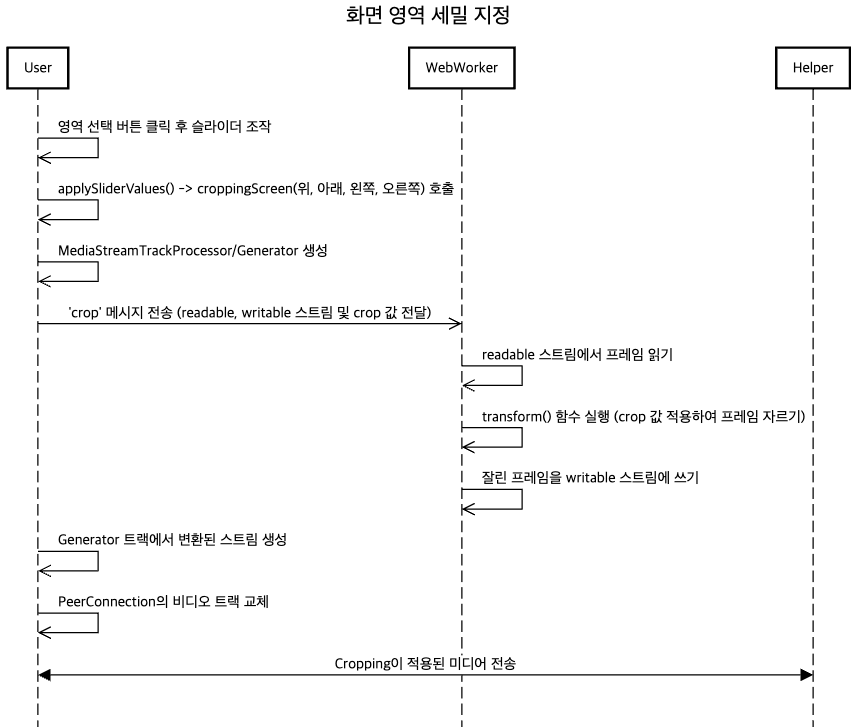 화면 영역 세밀 지정
User
WebWorker
Helper
영역 선택 버튼 클릭 후 슬라이더 조작
applySliderValues() -> croppingScreen(위, 아래, 왼쪽, 오른쪽) 호출
MediaStreamTrackProcessor/Generator 생성
'crop' 메시지 전송 (readable, writable 스트림 및 crop 값 전달)
readable 스트림에서 프레임 읽기
transform() 함수 실행 (crop 값 적용하여 프레임 자르기)
잘린 프레임을 writable 스트림에 쓰기
Generator 트랙에서 변환된 스트림 생성
PeerConnection의 비디오 트랙 교체
Cropping이 적용된 미디어 전송